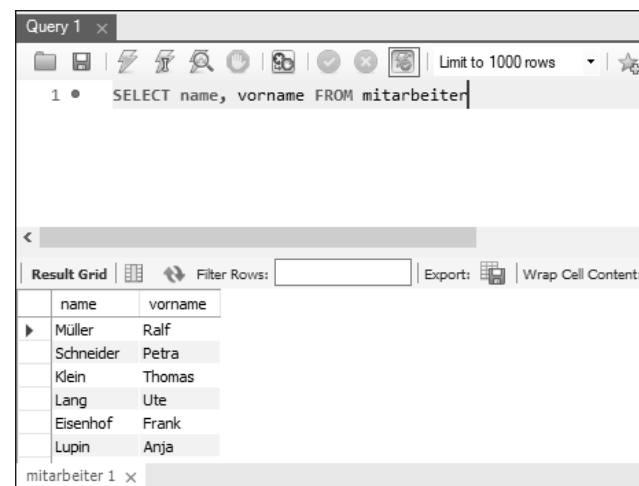 Query 1
Limit to 1000 rows
1 SELECT name, vorname FROM mitarbeiter
Result Grid Filter Rows: Export: Wrap Cell Content:
name vorname
Müller Ralf
Schneider Petra
Klein Thomas
Lang Ute
Eisenhof Frank
Lupin Anja
mitarbeiter 1